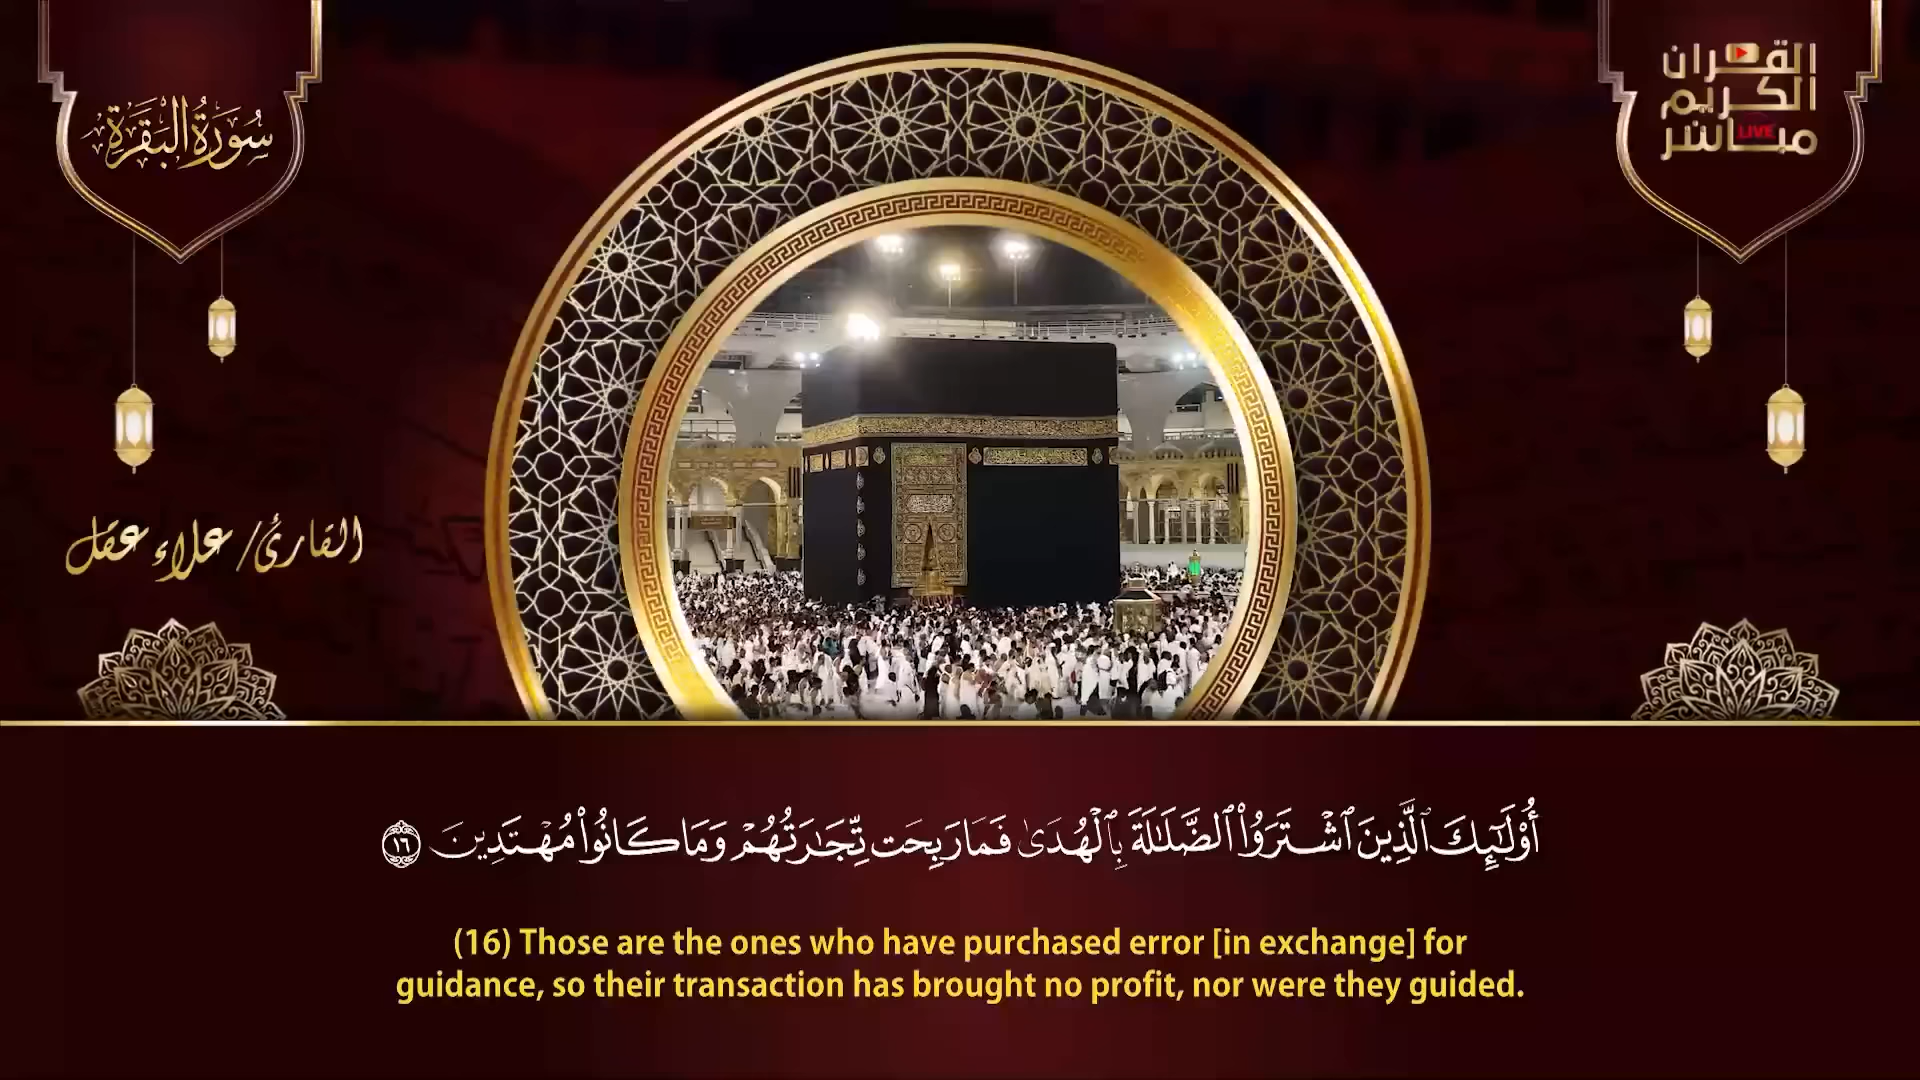 سُورَةُ البَقَرَةِ
القران
الكريم
مباشر
LIVE
القارئ/ علاء عقل
أُوْلَـٰٓئِكَ ٱلَّذِينَ ٱشْتَرَوُاْ ٱلضَّلَـٰلَةَ بِٱلْهُدَىٰ فَمَا رَبِحَت تِّجَـٰرَتُهُمْ وَمَا كَانُواْ مُهْتَدِينَ ١٦
(16) Those are the ones who have purchased error [in exchange] for
guidance, so their transaction has brought no profit, nor were they guided.